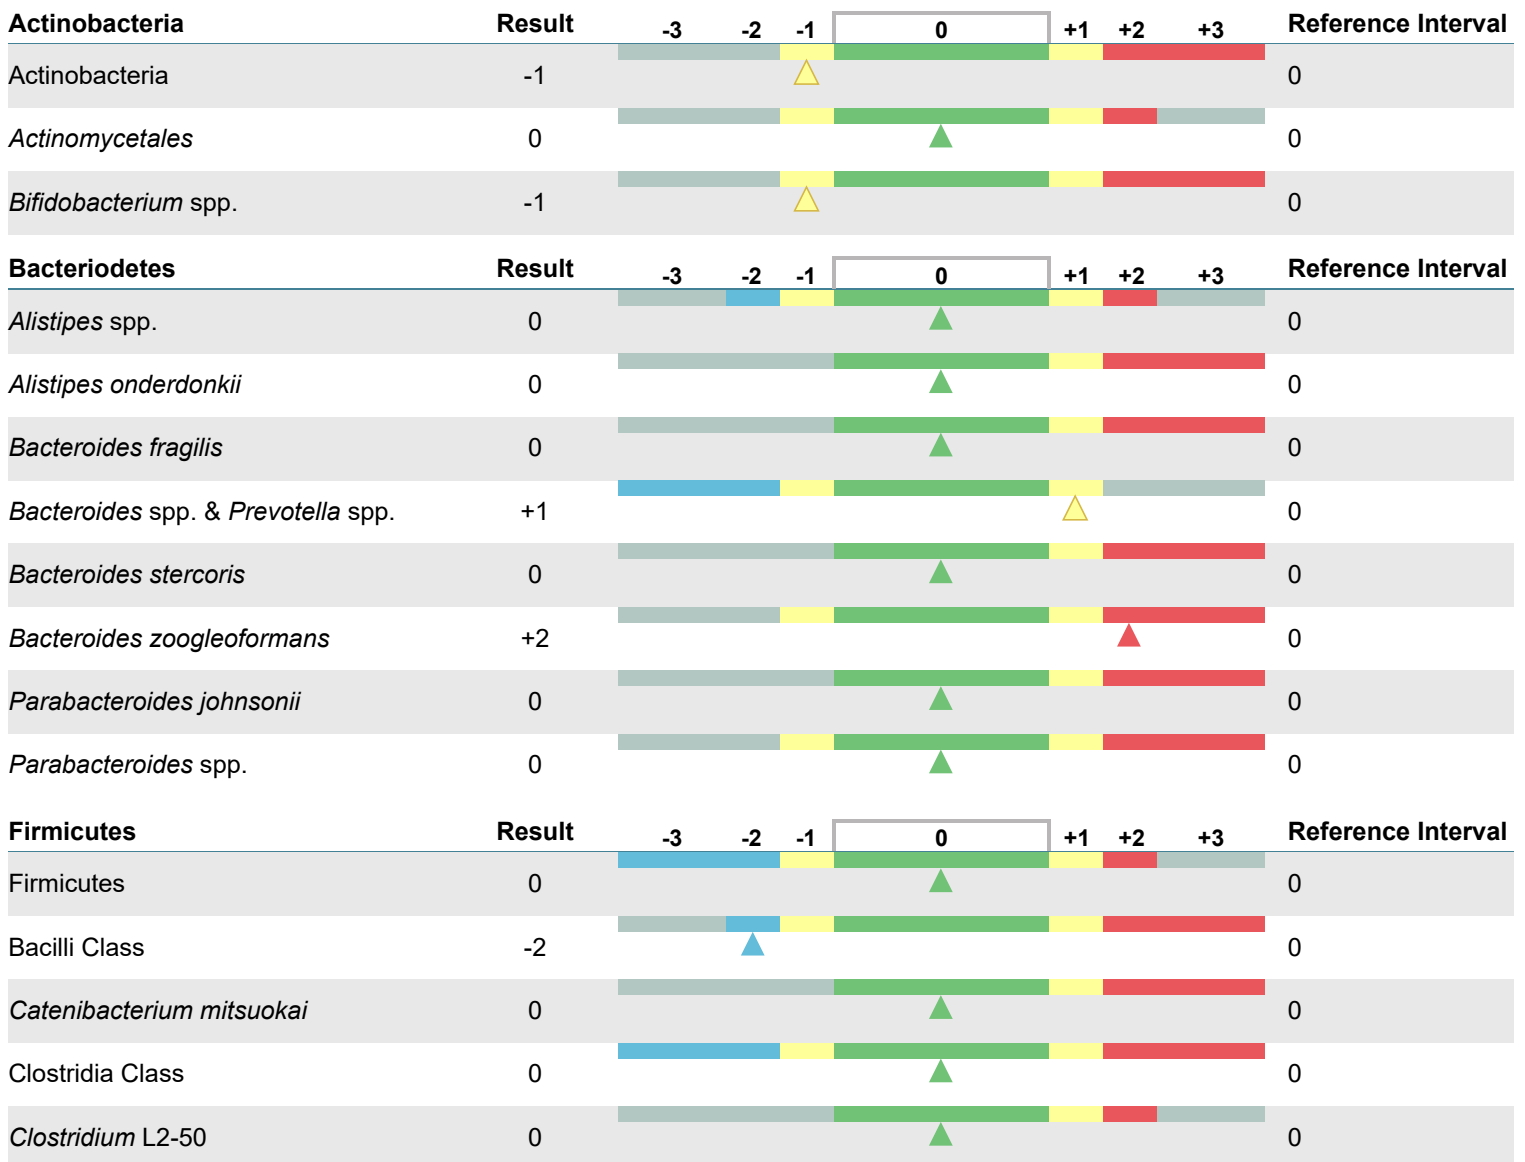 Actinobacteria Result -3 -2 -1 0 +1 +2 +3 Reference Interval
Actinobacteria -1 0
Actinomycetales 0 0
Bifidobacterium spp. -1 0
Bacteriodetes Result -3 -2 -1 0 +1 +2 +3 Reference Interval
Alistipes spp. 0 0
Alistipes onderdonkii 0 0
Bacteroides fragilis 0 0
Bacteroides spp. & Prevotella spp. +1 0
Bacteroides stercoris 0 0
Bacteroides zoogleoformans +2 0
Parabacteroides johnsonii 0 0
Parabacteroides spp. 0 0
Firmicutes Result -3 -2 -1 0 +1 +2 +3 Reference Interval
Firmicutes 0 0
Bacilli Class -2 0
Catenibacterium mitsuokai 0 0
Clostridia Class 0 0
Clostridium L2-50 0 0